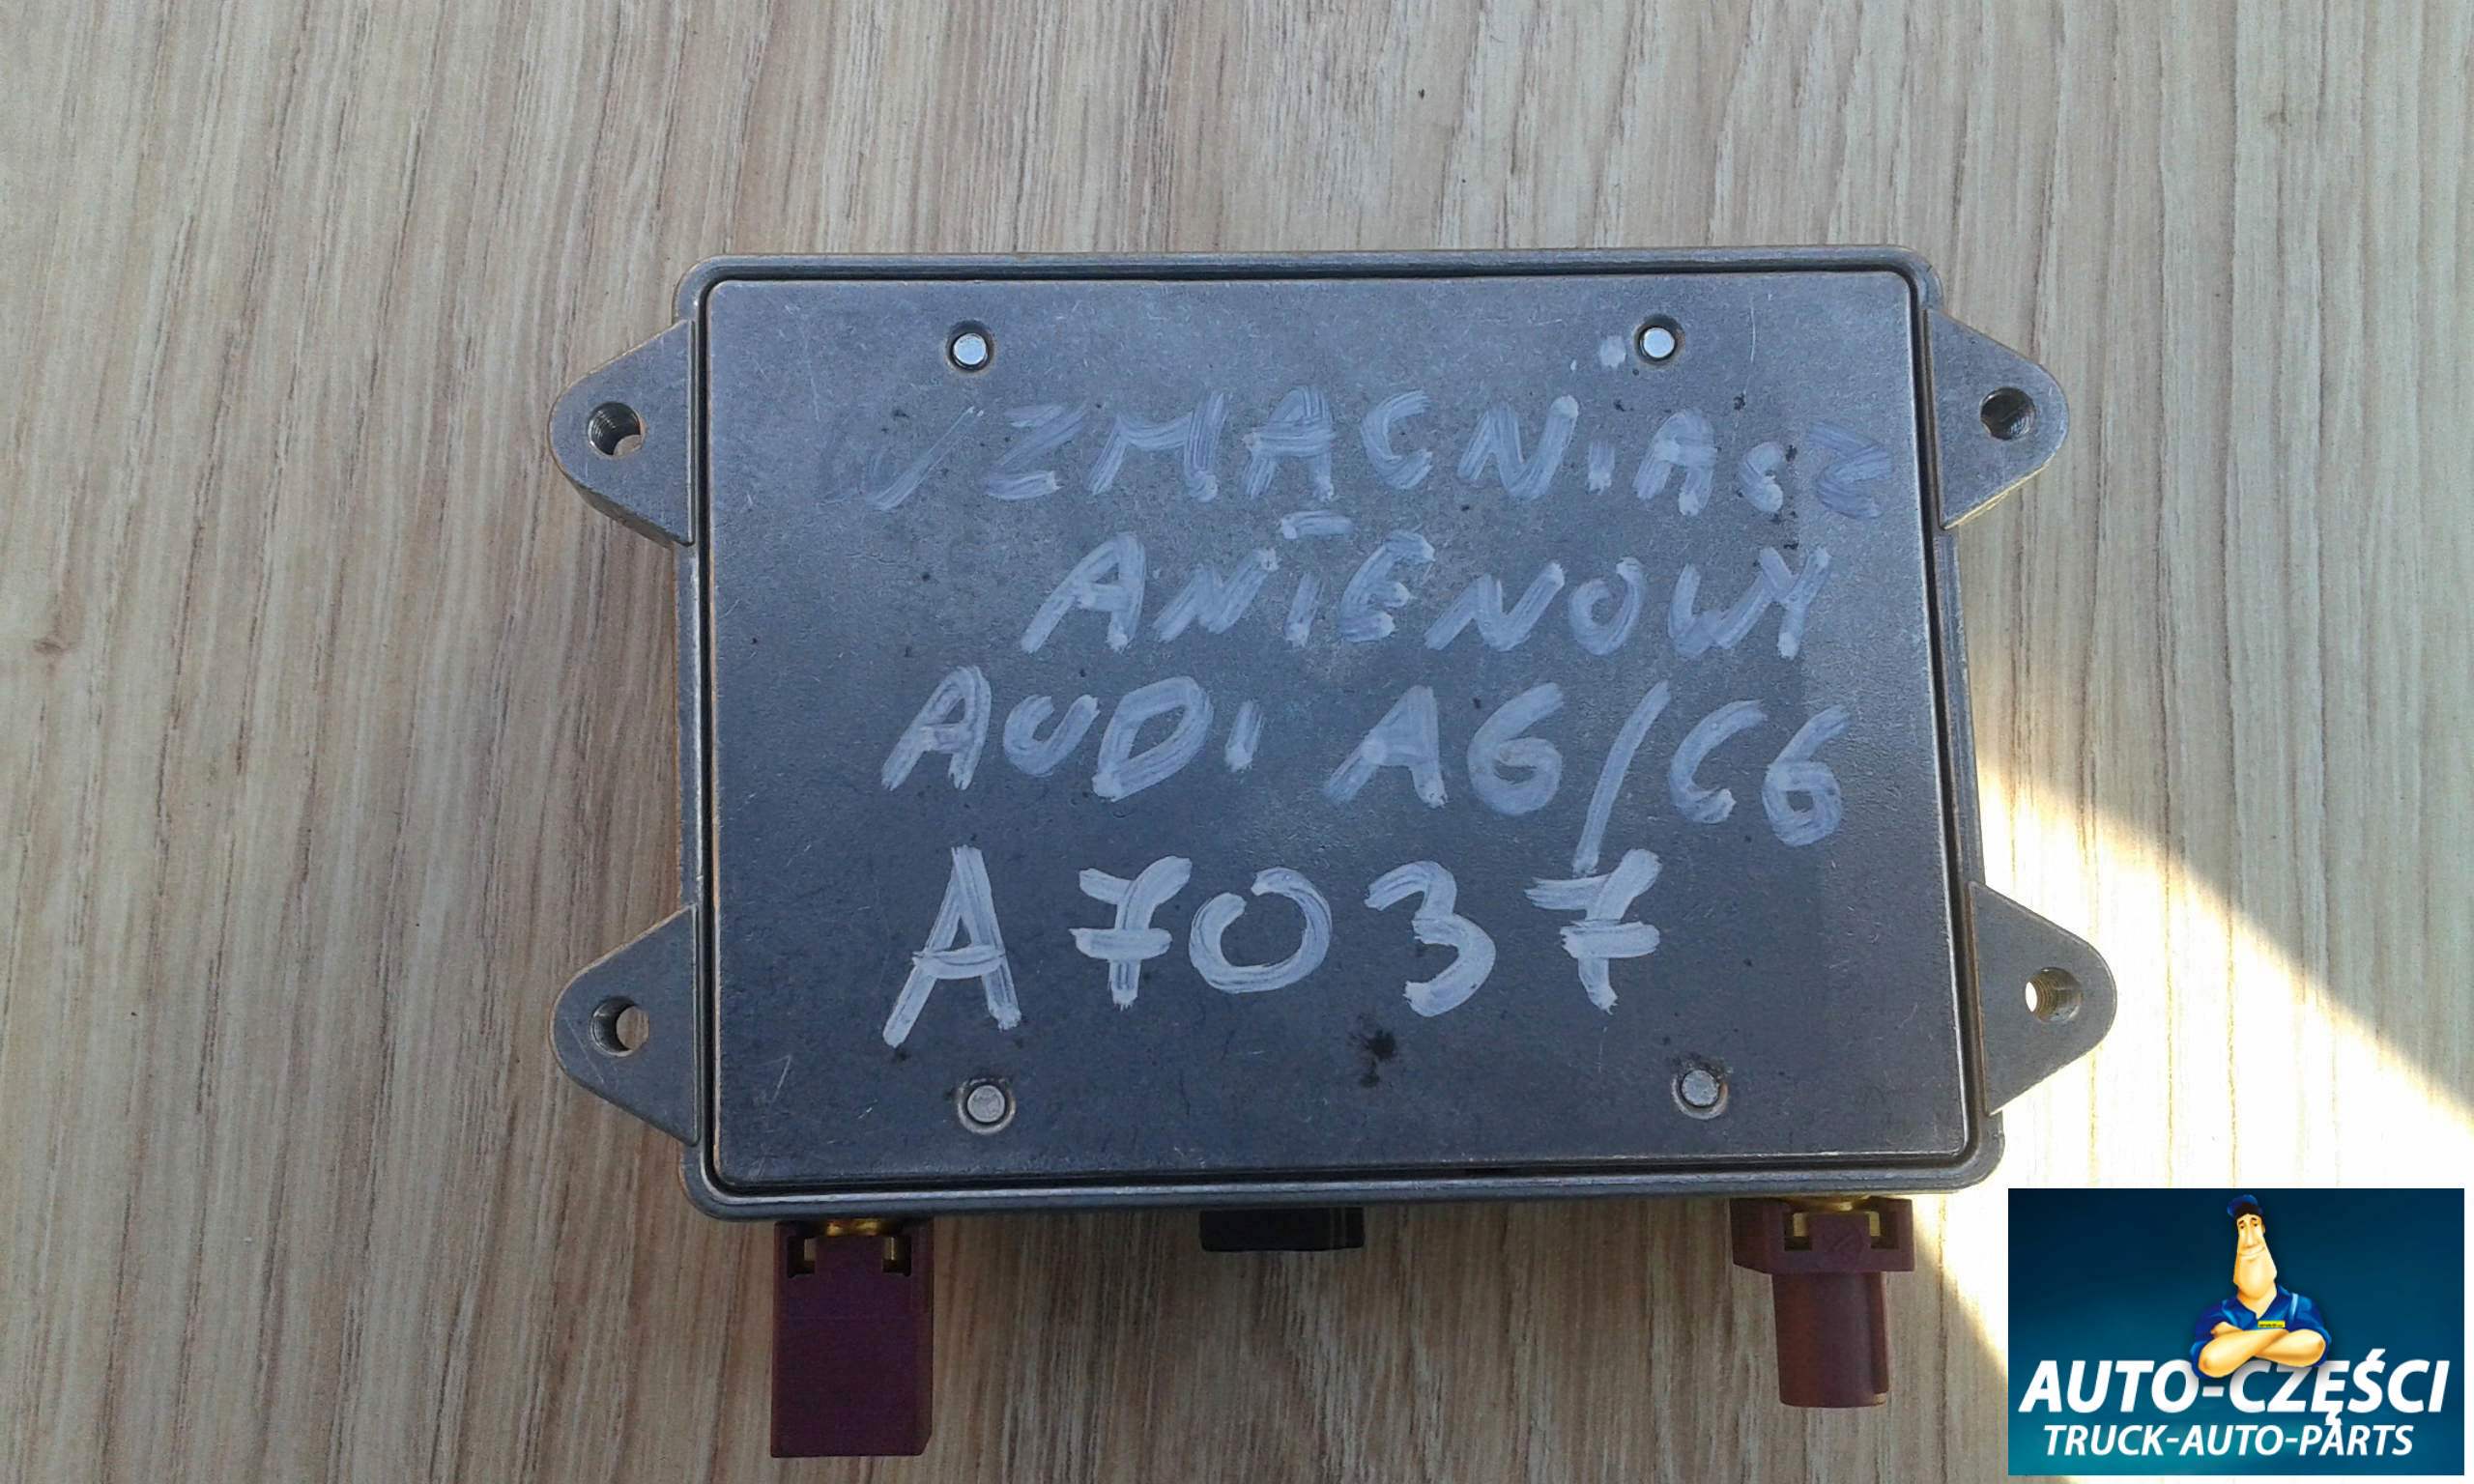 WZMACNIACZ
ANTENOWY
AUDI A6/C6
A7037
AUTO-CZĘŚCI
TRUCK-AUTO-PARTS